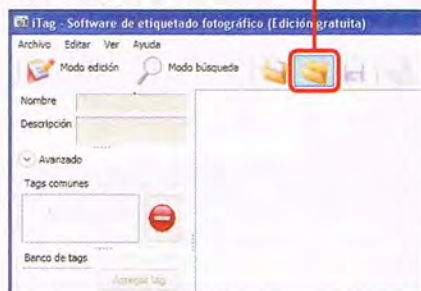 iTag - Software de etiquetado fotográfico (Edición gratuita)
Archivo Editar Ver Ayuda
Modo edición Modo búsqueda
Nombre
Descripción
Avanzado
Tags comunes
Banco de tags
Agregar tag